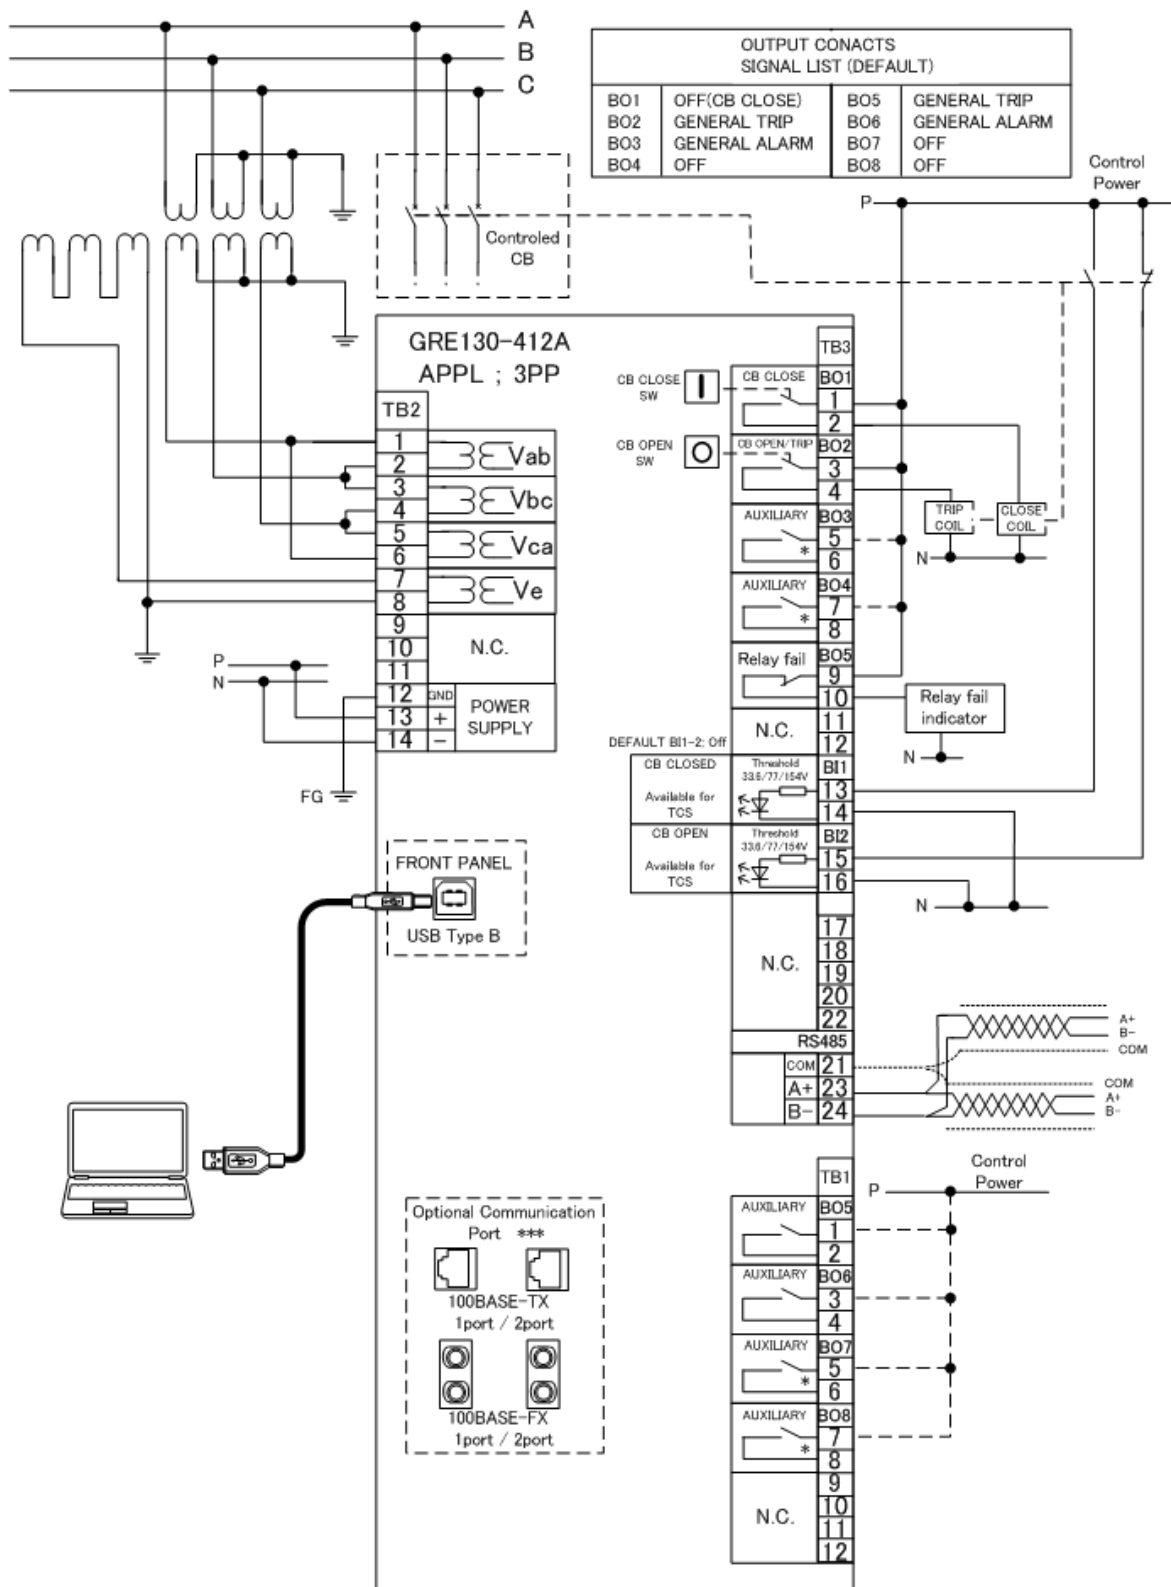 A
B
C
OUTPUT CONACTS
SIGNAL LIST (DEFAULT)
BO1 OFF(CB CLOSE) BO5 GENERAL TRIP
BO2 GENERAL TRIP BO6 GENERAL ALARM
BO3 GENERAL ALARM BO7 OFF
BO4 OFF BO8 OFF
Control
Power
P
Controled
CB
GRE130-412A
APPL ; 3PP
TB2
1
2
Vab
3
4
Vbc
5
6
Vca
7
8
Ve
9
10
11
N.C.
P
N
12 GND
13 +
14 -
POWER
SUPPLY
FG
TB3
CB CLOSE
SW
CB CLOSE BO1
1
2
CB OPEN
SW
CB OPEN/TRIP BO2
3
4
TRIP
COIL
CLOSE
COIL
N
AUXILIARY BO3
5
* 6
AUXILIARY BO4
7
* 8
Relay fail BO5
9
10
Relay fail
indicator
N
N.C.
11
12
DEFAULT BI1-2: Off
CB CLOSED
Available for
TCS
Threshold
33.6/77/154V
BI1
13
14
CB OPEN
Available for
TCS
Threshold
33.6/77/154V
BI2
15
16
N
N.C.
17
18
19
20
22
RS485
COM 21
A+ 23
B- 24
A+
B-
COM
COM
A+
B-
FRONT PANEL
USB Type B
Optional Communication
Port ***
100BASE-TX
1port / 2port
100BASE-FX
1port / 2port
TB1
Control
Power
P
AUXILIARY BO5
1
2
AUXILIARY BO6
3
4
AUXILIARY BO7
5
* 6
AUXILIARY BO8
7
* 8
N.C.
9
10
11
12